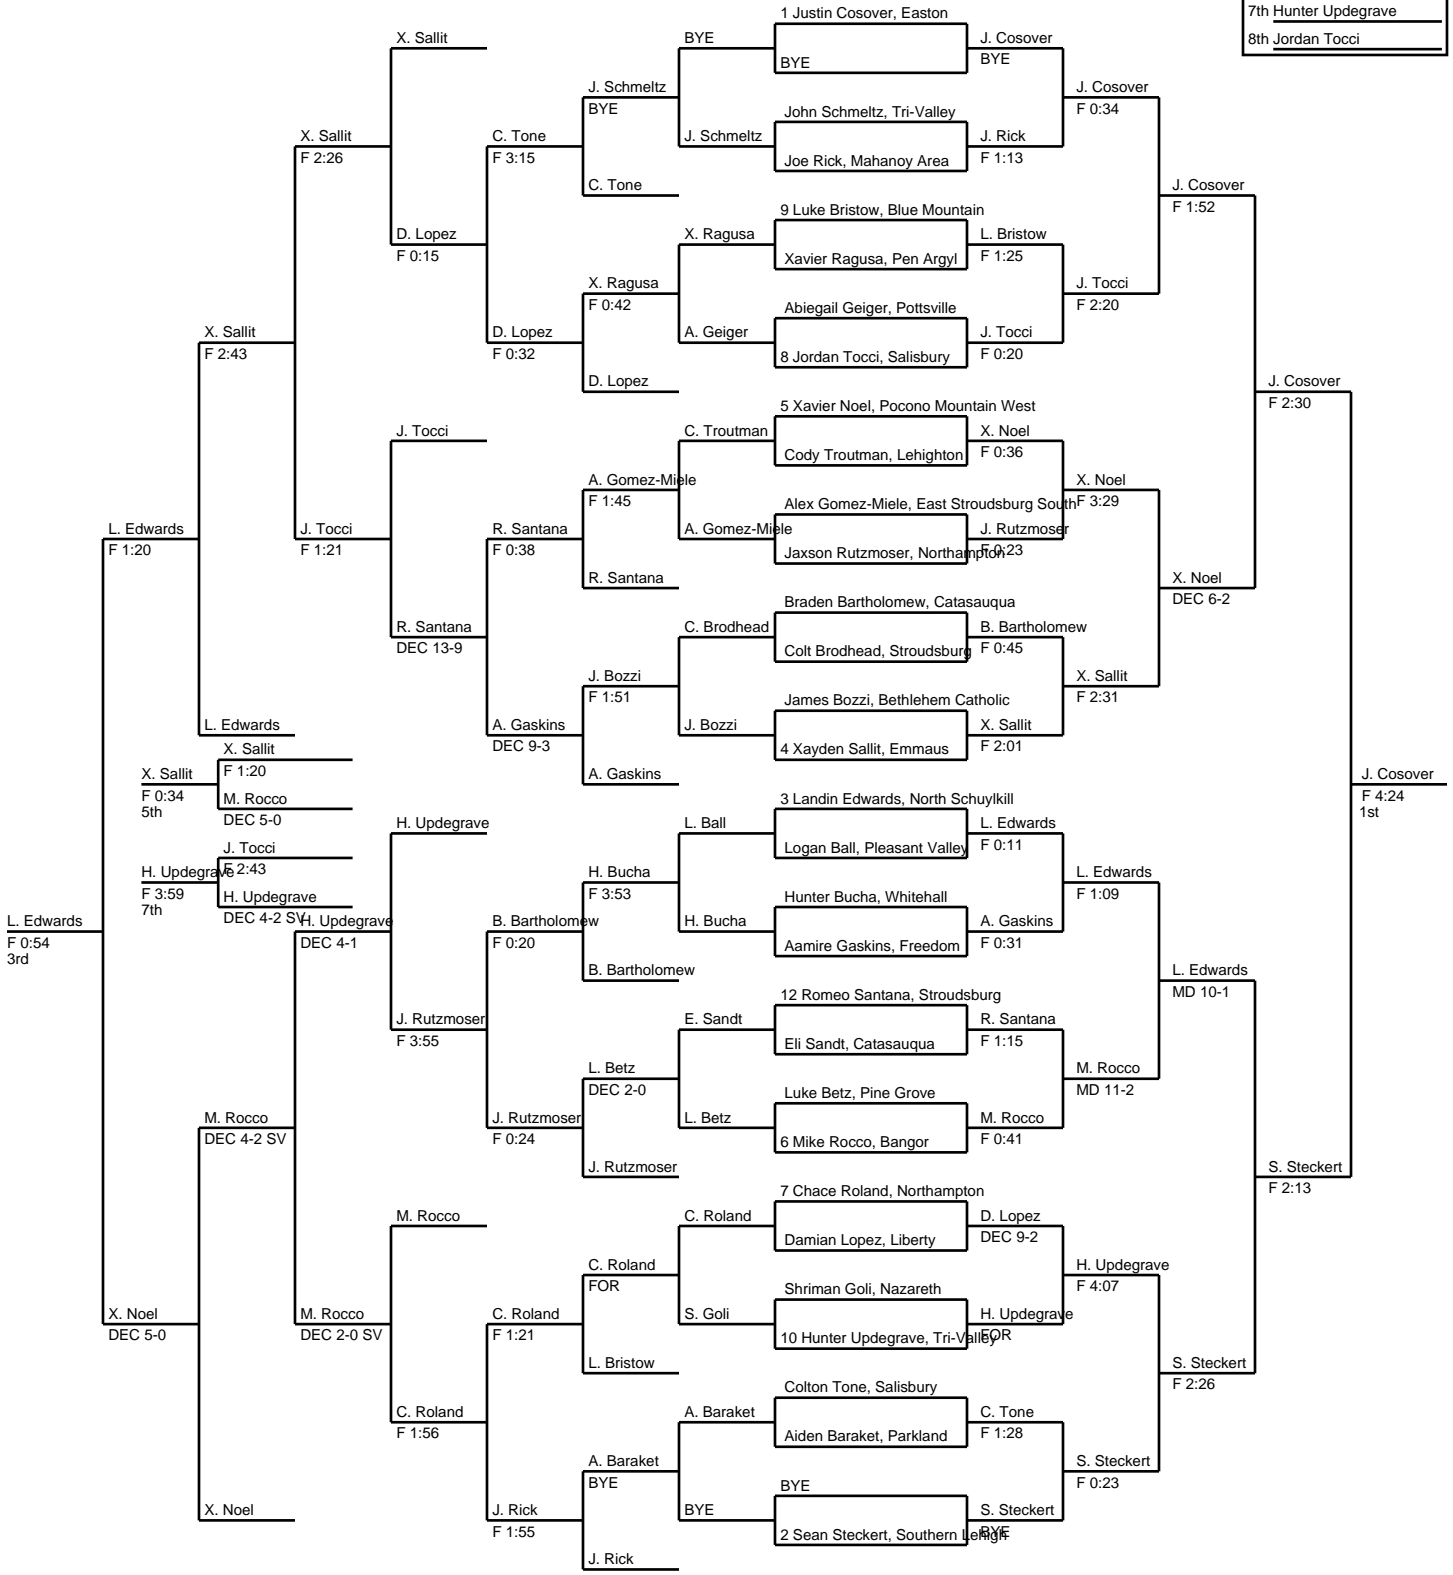 1 Justin Cosover, Easton
7th Hunter Updegrave
8th Jordan Tocci
X. Sallit
BYE
BYE
J. Cosover
BYE
J. Schmeltz
BYE
J. Cosover
F 0:34
John Schmeltz, Tri-Valley
X. Sallit
F 2:26
C. Tone
F 3:15
J. Schmeltz
Joe Rick, Mahanoy Area
J. Rick
F 1:13
C. Tone
J. Cosover
F 1:52
9 Luke Bristow, Blue Mountain
D. Lopez
F 0:15
X. Ragusa
Xavier Ragusa, Pen Argyl
L. Bristow
F 1:25
X. Ragusa
F 0:42
J. Tocci
F 2:20
Abiegail Geiger, Pottsville
X. Sallit
F 2:43
D. Lopez
F 0:32
A. Geiger
8 Jordan Tocci, Salisbury
J. Tocci
F 0:20
D. Lopez
J. Cosover
F 2:30
5 Xavier Noel, Pocono Mountain West
J. Tocci
C. Troutman
Cody Troutman, Lehighton
X. Noel
F 0:36
A. Gomez-Miele
F 1:45
X. Noel
F 3:29
Alex Gomez-Miele, East Stroudsburg South
L. Edwards
F 1:20
J. Tocci
F 1:21
R. Santana
F 0:38
A. Gomez-Miele
Jaxson Rutzmoser, Northampton
J. Rutzmoser
F 0:23
R. Santana
X. Noel
DEC 6-2
Braden Bartholomew, Catasauqua
R. Santana
DEC 13-9
C. Brodhead
Colt Brodhead, Stroudsburg
B. Bartholomew
F 0:45
J. Bozzi
F 1:51
X. Sallit
F 2:31
James Bozzi, Bethlehem Catholic
L. Edwards
A. Gaskins
DEC 9-3
J. Bozzi
4 Xayden Sallit, Emmaus
X. Sallit
F 2:01
X. Sallit
F 1:20
X. Sallit
F 0:34
5th
A. Gaskins
J. Cosover
F 4:24
1st
M. Rocco
DEC 5-0
3 Landin Edwards, North Schuylkill
H. Updegrave
L. Ball
Logan Ball, Pleasant Valley
L. Edwards
F 0:11
J. Tocci
F 2:43
H. Updegrave
F 3:59
7th
H. Bucha
F 3:53
L. Edwards
F 1:09
H. Updegrave
DEC 4-2 SV
Hunter Bucha, Whitehall
L. Edwards
F 0:54
3rd
H. Updegrave
DEC 4-1
B. Bartholomew
F 0:20
H. Bucha
Aamire Gaskins, Freedom
A. Gaskins
F 0:31
B. Bartholomew
L. Edwards
MD 10-1
12 Romeo Santana, Stroudsburg
J. Rutzmoser
F 3:55
E. Sandt
Eli Sandt, Catasauqua
R. Santana
F 1:15
L. Betz
DEC 2-0
M. Rocco
MD 11-2
Luke Betz, Pine Grove
M. Rocco
DEC 4-2 SV
J. Rutzmoser
F 0:24
L. Betz
6 Mike Rocco, Bangor
M. Rocco
F 0:41
J. Rutzmoser
S. Steckert
F 2:13
7 Chace Roland, Northampton
M. Rocco
C. Roland
Damian Lopez, Liberty
D. Lopez
DEC 9-2
C. Roland
FOR
H. Updegrave
F 4:07
Shriman Goli, Nazareth
X. Noel
DEC 5-0
M. Rocco
DEC 2-0 SV
C. Roland
F 1:21
S. Goli
10 Hunter Updegrave, Tri-Valley
H. Updegrave
FOR
L. Bristow
S. Steckert
F 2:26
Colton Tone, Salisbury
C. Roland
F 1:56
A. Baraket
Aiden Baraket, Parkland
C. Tone
F 1:28
A. Baraket
BYE
S. Steckert
F 0:23
BYE
X. Noel
J. Rick
F 1:55
BYE
2 Sean Steckert, Southern Lehigh
S. Steckert
BYE
J. Rick